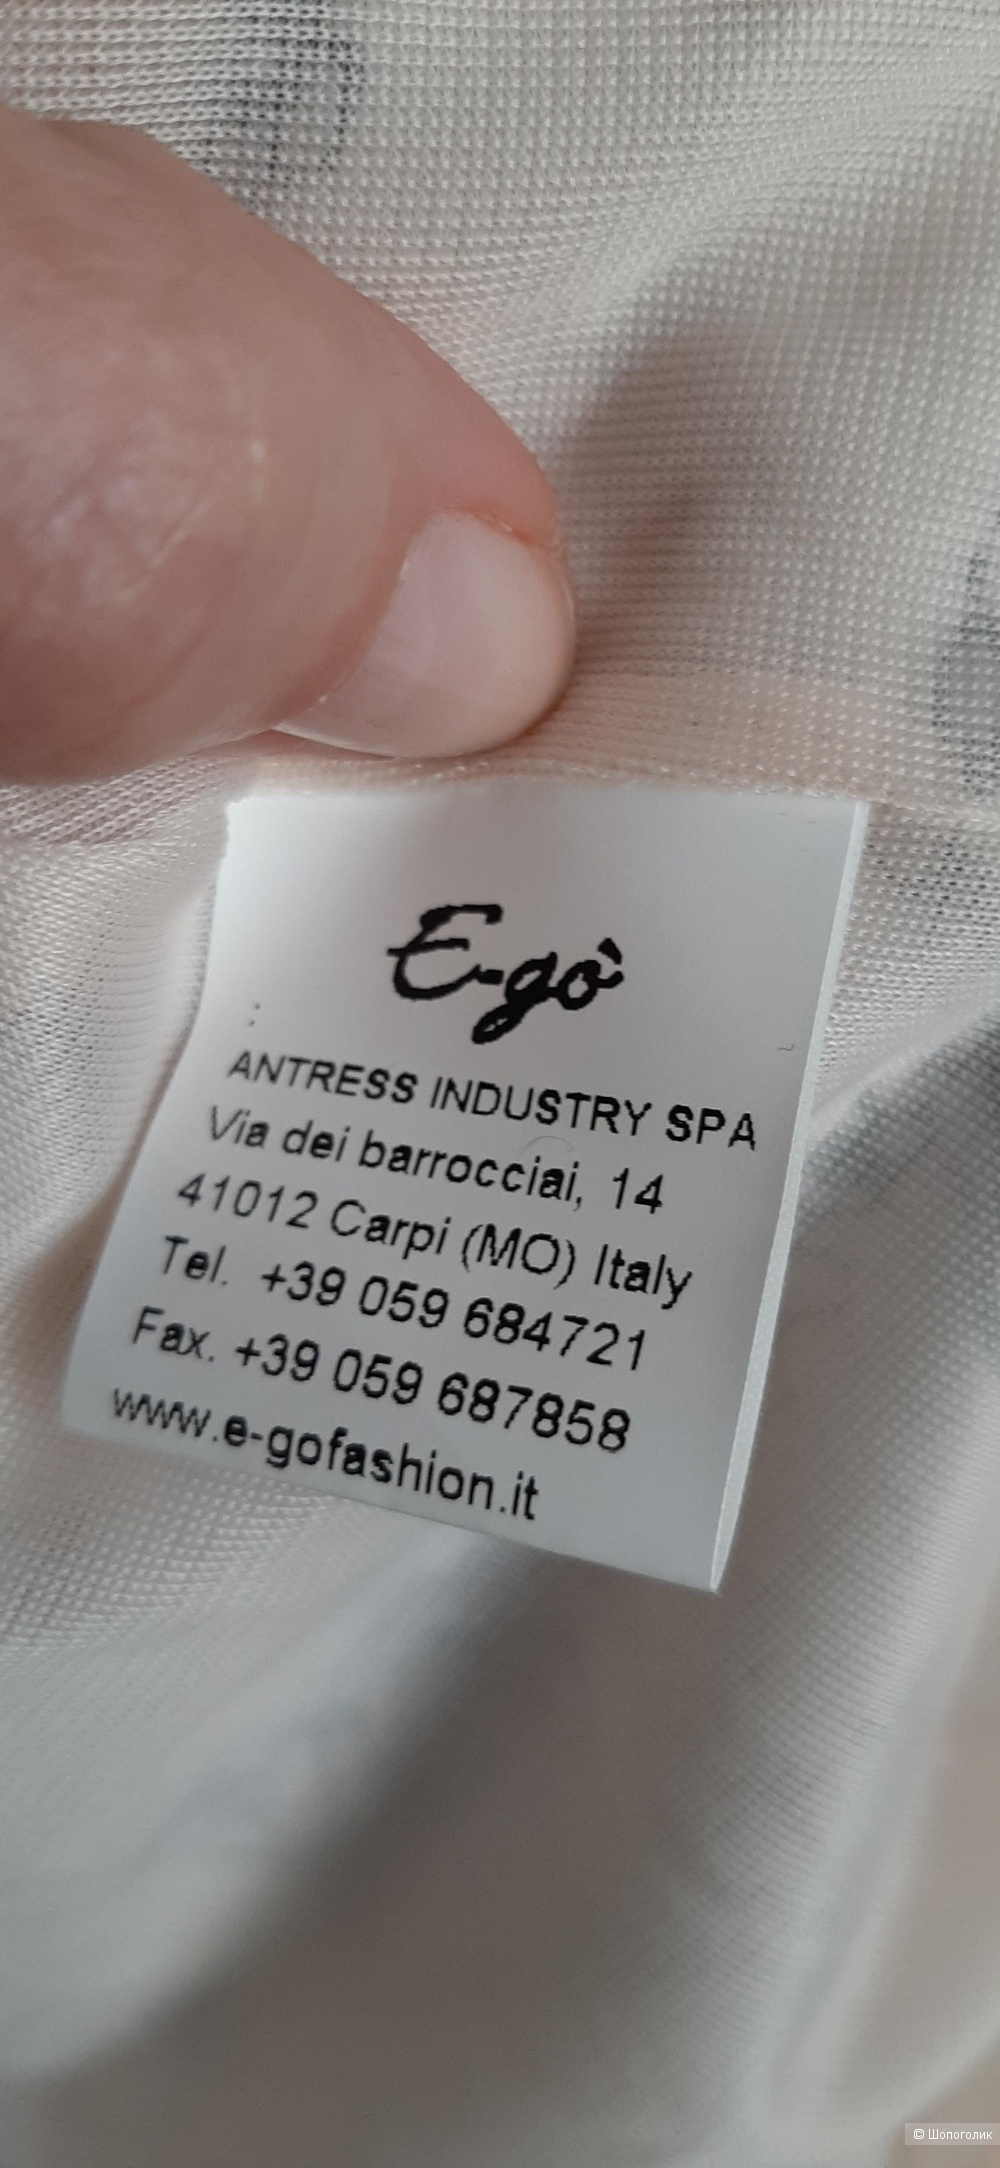 E-gò
ANTRESS INDUSTRY SPA
Via dei barrocciai, 14
41012 Carpi (MO) Italy
Tel. +39 059 684721
Fax. +39 059 687858
www.e-gofashion.it
© Шопоголик